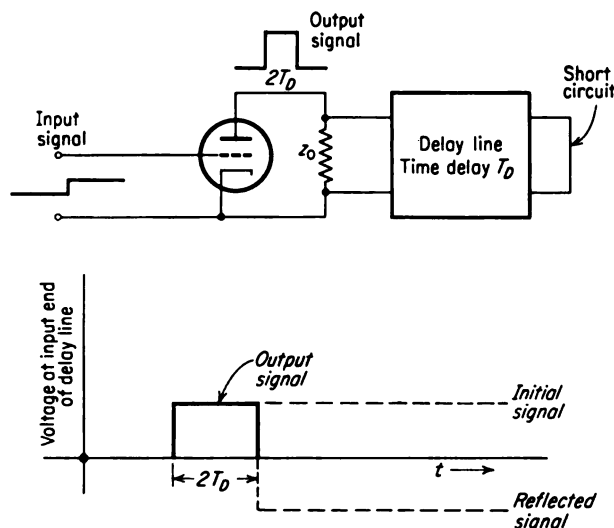 Output
signal
2T_D
Short
circuit
Input
signal
z_0
Delay line
Time delay T_D
Voltage at input end
of delay line
Output
signal
Initial
signal
2T_D
t
Reflected
signal